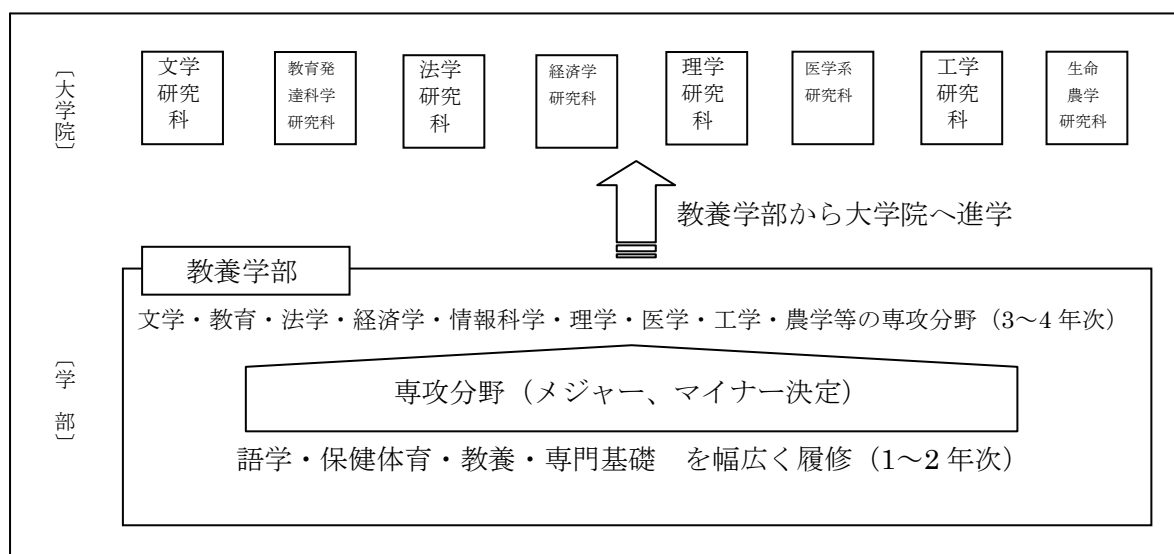 〔大学院〕
文学
研究
科
教育発
達科学
研究科
法学
研究
科
経済学
研究科
理学
研究
科
医学系
研究科
工学
研究
科
生命
農学
研究科
教養学部から大学院へ進学
教養学部
文学・教育・法学・経済学・情報科学・理学・医学・工学・農学等の専攻分野（3～4 年次）
〔学 部〕
専攻分野（メジャー、マイナー決定）
語学・保健体育・教養・専門基礎　を幅広く履修（1～2 年次）